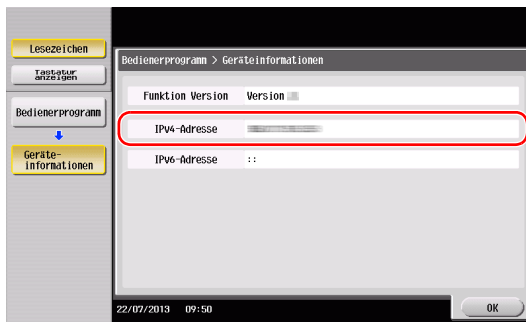 Lesezeichen
Tastatur
anzeigen
Bedienerprogramm
Geräte-
informationen
Bedienerprogramm > Geräteinformationen
Funktion Version Version
IPv4-Adresse
IPv6-Adresse ::
22/07/2013 09:50
OK